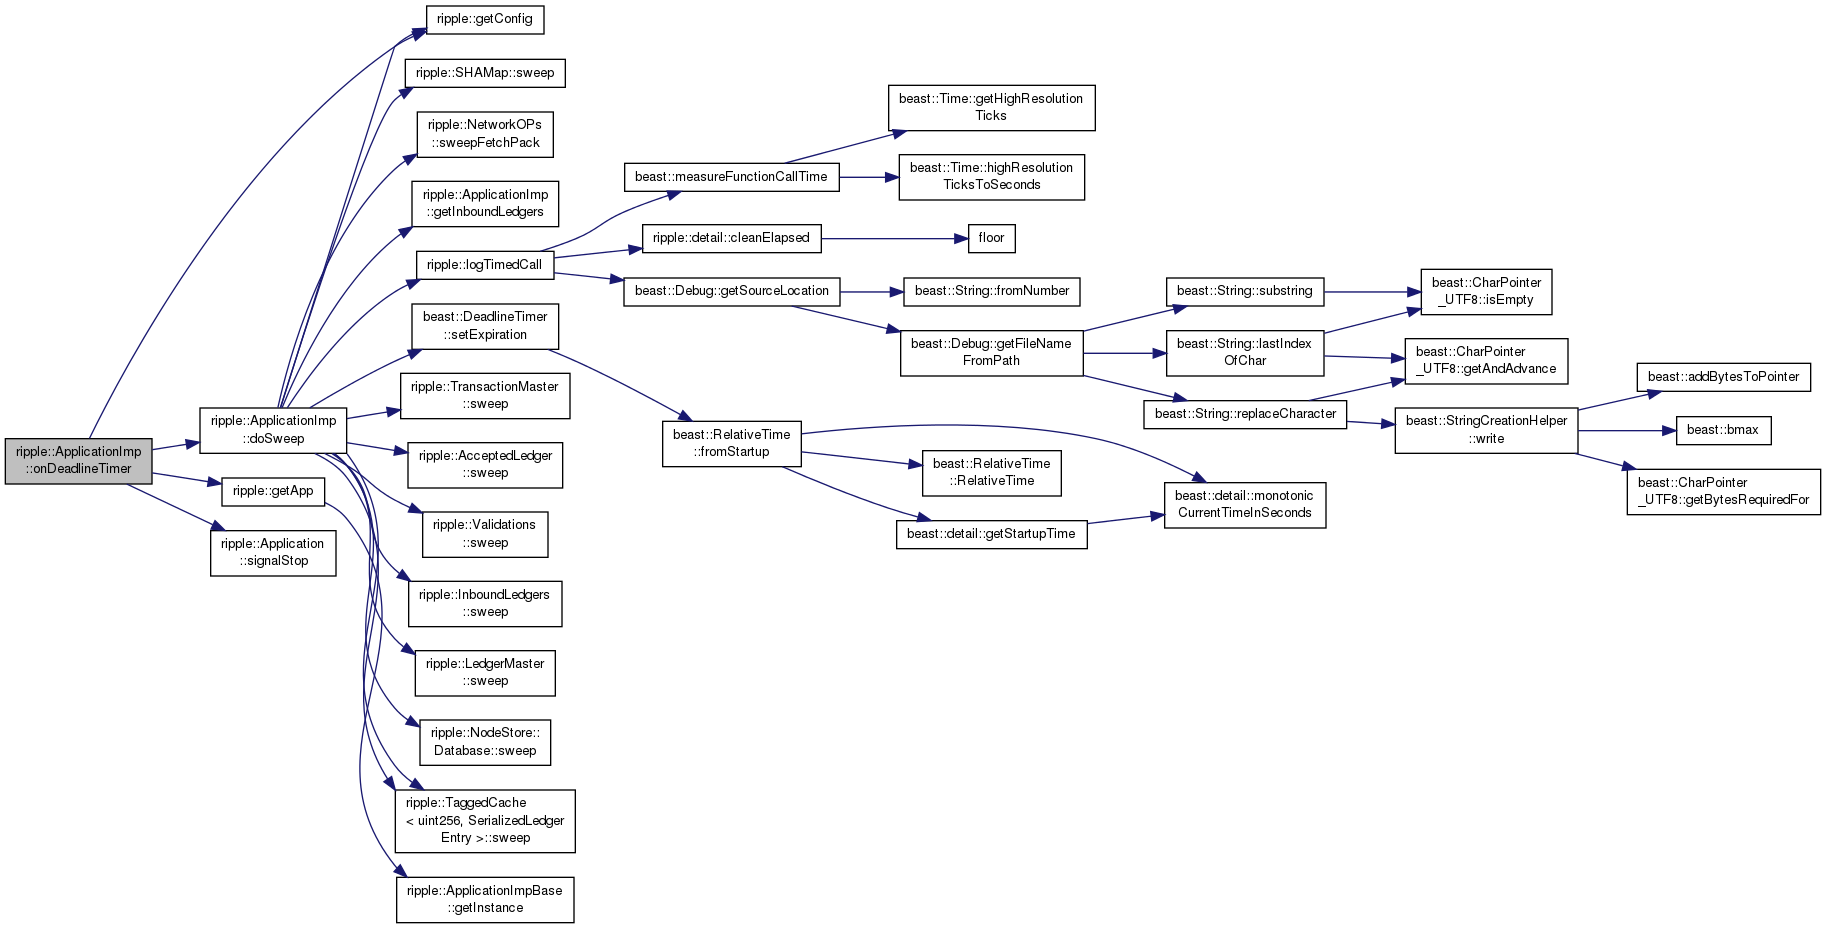 ripple::ApplicationImp
::onDeadlineTimer
ripple::ApplicationImp
::doSweep
ripple::getApp
ripple::Application
::signalStop
ripple::getConfig
ripple::SHAMap::sweep
ripple::NetworkOPs
::sweepFetchPack
ripple::ApplicationImp
::getInboundLedgers
ripple::logTimedCall
beast::DeadlineTimer
::setExpiration
ripple::TransactionMaster
::sweep
ripple::AcceptedLedger
::sweep
ripple::Validations
::sweep
ripple::InboundLedgers
::sweep
ripple::LedgerMaster
::sweep
ripple::NodeStore::
Database::sweep
ripple::TaggedCache
< uint256, SerializedLedger
Entry >::sweep
ripple::ApplicationImpBase
::getInstance
beast::measureFunctionCallTime
ripple::detail::cleanElapsed
beast::Debug::getSourceLocation
beast::RelativeTime
::fromStartup
beast::Time::getHighResolution
Ticks
beast::Time::highResolution
TicksToSeconds
floor
beast::String::fromNumber
beast::Debug::getFileName
FromPath
beast::RelativeTime
::RelativeTime
beast::detail::getStartupTime
beast::String::substring
beast::String::lastIndex
OfChar
beast::String::replaceCharacter
beast::detail::monotonic
CurrentTimeInSeconds
beast::CharPointer
_UTF8::isEmpty
beast::CharPointer
_UTF8::getAndAdvance
beast::StringCreationHelper
::write
beast::addBytesToPointer
beast::bmax
beast::CharPointer
_UTF8::getBytesRequiredFor